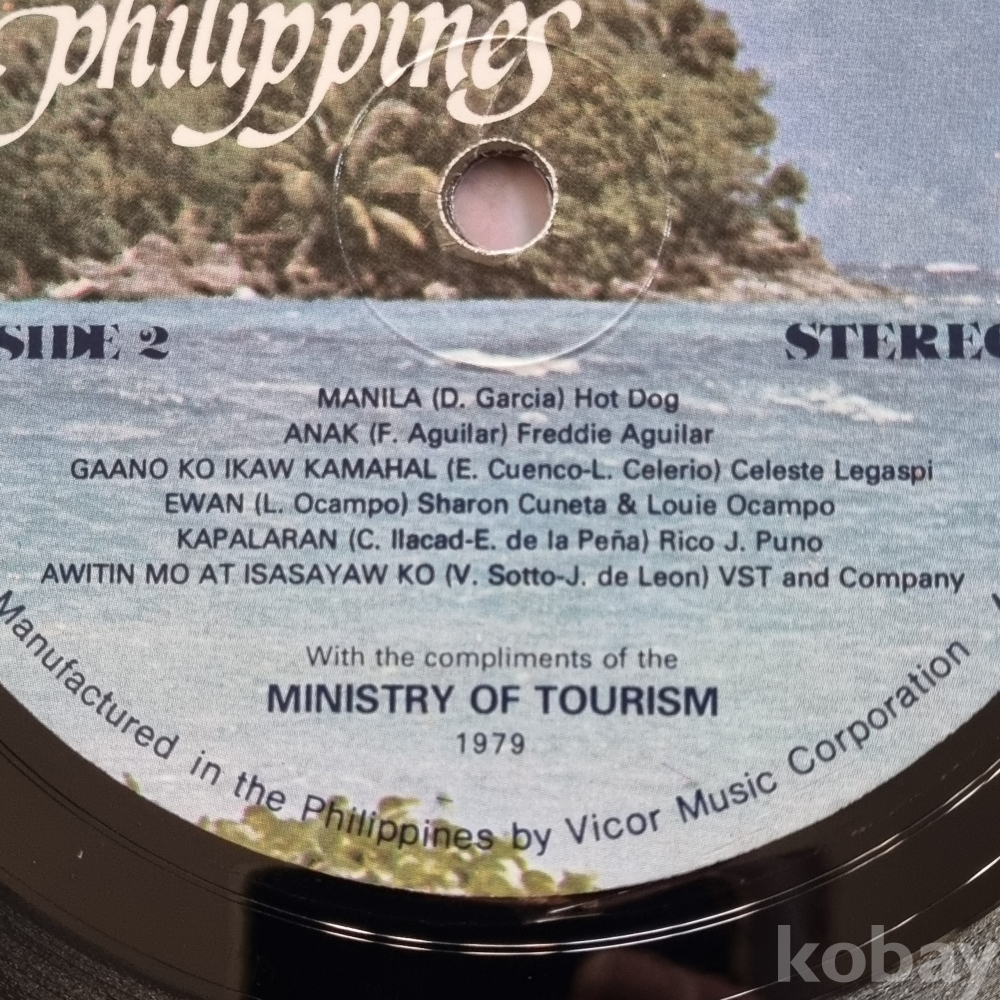 philippines
SIDE 2
STEREO
MANILA (D. Garcia) Hot Dog
ANAK (F. Aguilar) Freddie Aguilar
GAANO KO IKAW KAMAHAL (E. Cuenco-L. Celerio) Celeste Legaspi
EWAN (L. Ocampo) Sharon Cuneta & Louie Ocampo
KAPALARAN (C. Ilacad-E. de la Peña) Rico J. Puno
AWITIN MO AT ISASAYAW KO (V. Sotto-J. de Leon) VST and Company
With the compliments of the
MINISTRY OF TOURISM
1979
Manufactured in the Philippines by Vicor Music Corporation
kobay